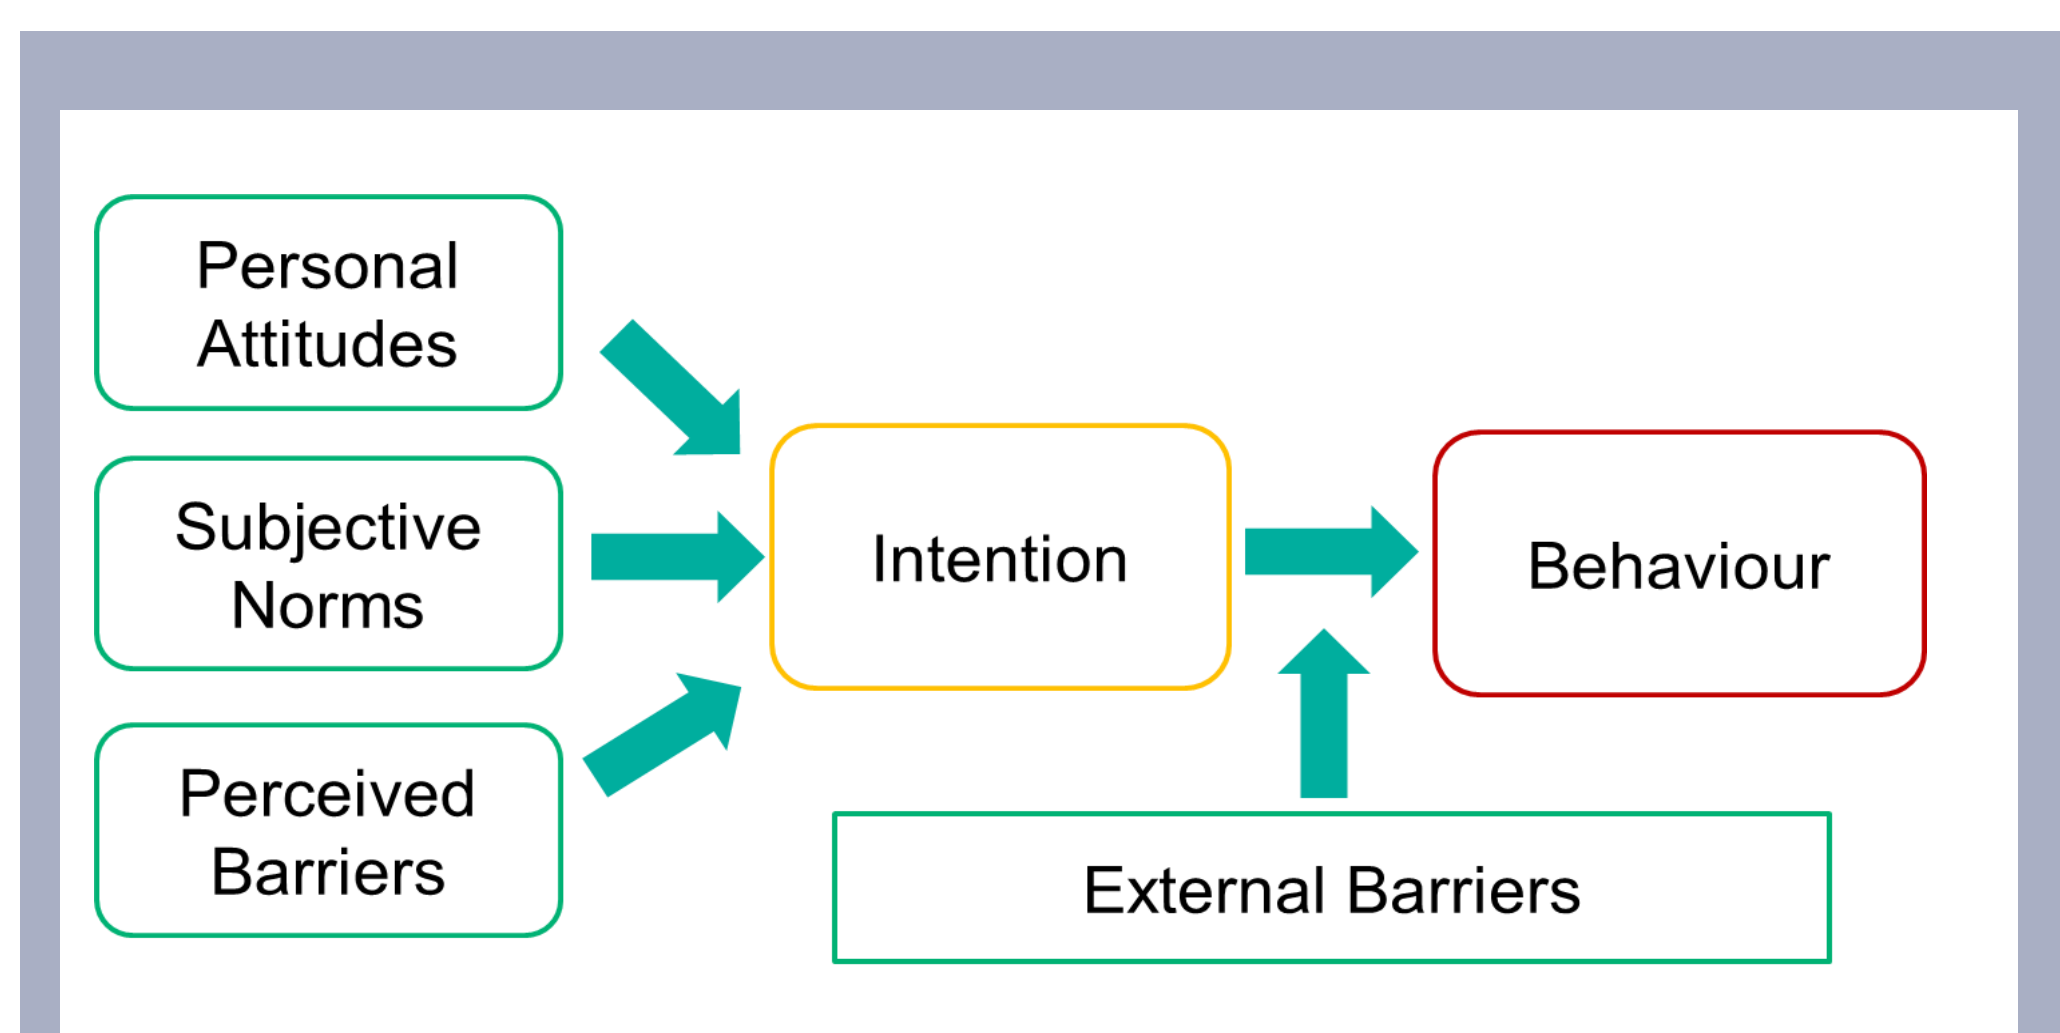 Personal
Attitudes
Subjective
Norms
Perceived
Barriers
Intention
Behaviour
External Barriers